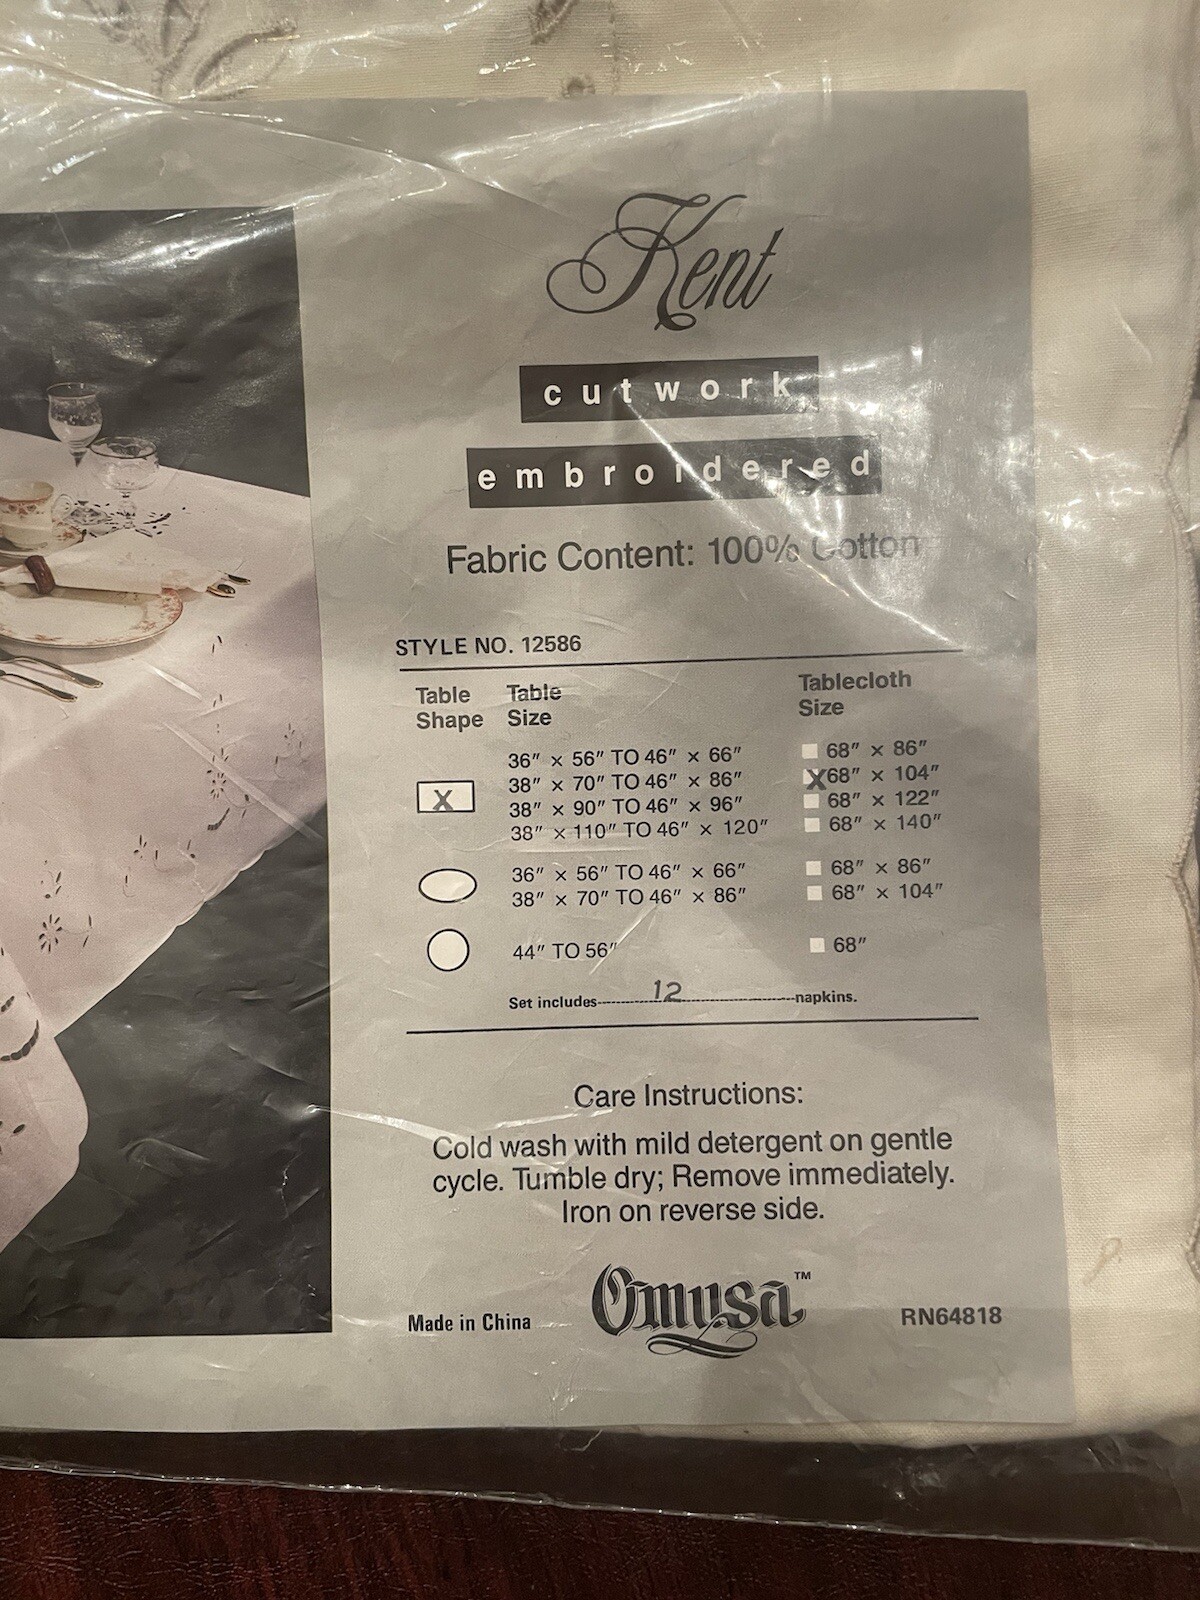 Kent
cutwork
embroidered
Fabric Content: 100% Cotton
STYLE NO. 12586
Table Shape
Table Size
Tablecloth Size
36″ × 56″ TO 46″ × 66″ 68″ × 86″
X 38″ × 70″ TO 46″ × 86″ X 68″ × 104″
38″ × 90″ TO 46″ × 96″ 68″ × 122″
38″ × 110″ TO 46″ × 120″ 68″ × 140″
36″ × 56″ TO 46″ × 66″ 68″ × 86″
38″ × 70″ TO 46″ × 86″ 68″ × 104″
44″ TO 56″ 68″
Set includes 12 napkins.
Care Instructions:
Cold wash with mild detergent on gentle
cycle. Tumble dry; Remove immediately.
Iron on reverse side.
Made in China Omusa™ RN64818